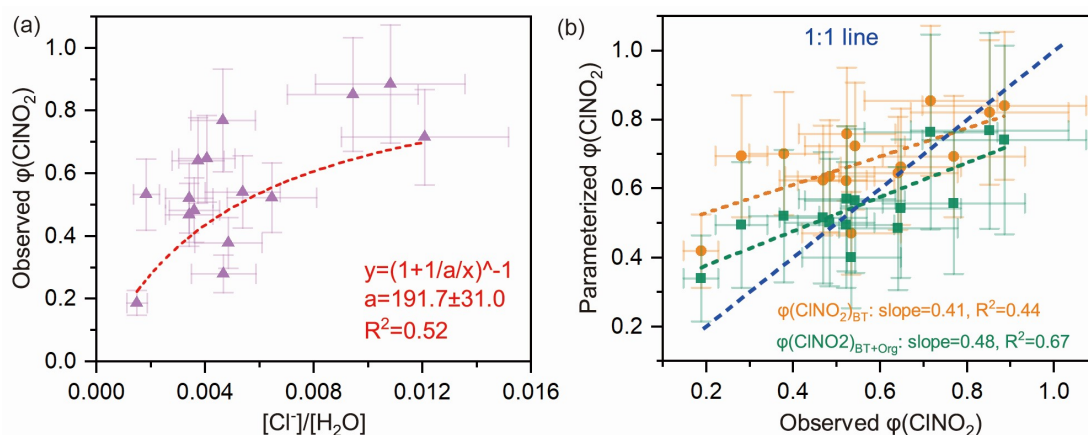 (a)
Observed φ(ClNO₂)
1.0
0.8
0.6
0.4
0.2
0.0
y=(1+1/a/x)^-1
a=191.7±31.0
R²=0.52
0.000
0.004
0.008
0.012
0.016
[Cl⁻]/[H₂O]
(b)
1:1 line
Parameterized φ(ClNO₂)
1.0
0.8
0.6
0.4
0.2
φ(ClNO₂)BT: slope=0.41, R²=0.44
φ(ClNO2)BT+Org: slope=0.48, R²=0.67
0.2
0.4
0.6
0.8
1.0
Observed φ(ClNO₂)